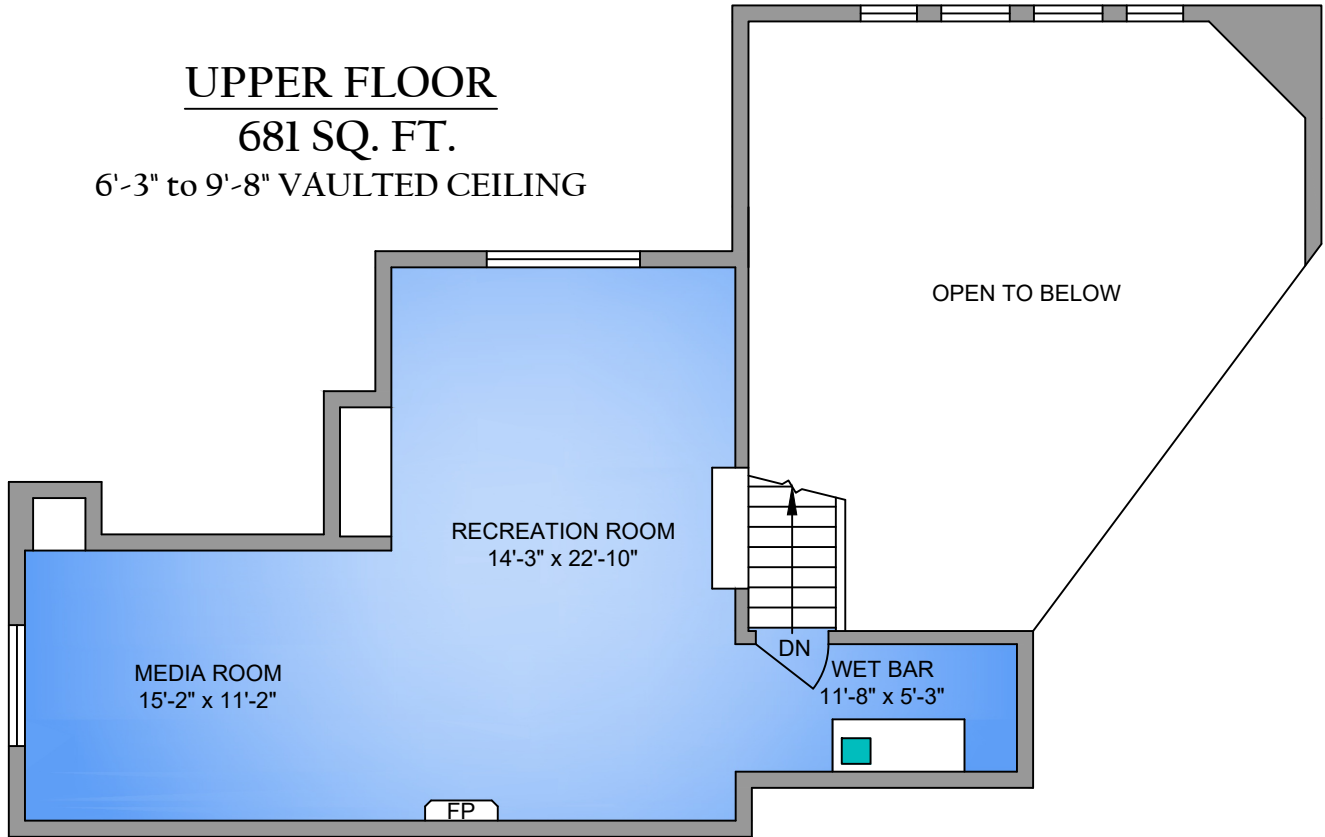 UPPER FLOOR
681 SQ. FT.
6'-3" to 9'-8" VAULTED CEILING
OPEN TO BELOW
RECREATION ROOM
14'-3" x 22'-10"
DN
MEDIA ROOM
15'-2" x 11'-2"
WET BAR
11'-8" x 5'-3"
FP